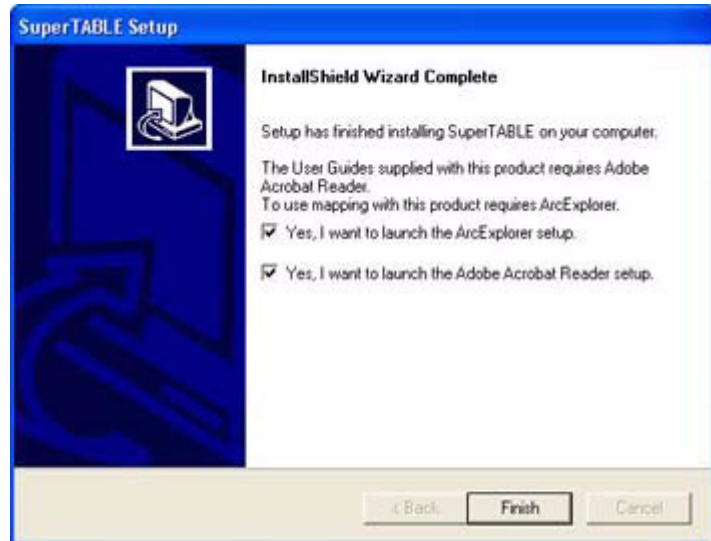 SuperTABLE Setup
InstallShield Wizard Complete
Setup has finished installing SuperTABLE on your computer.
The User Guides supplied with this product requires Adobe
Acrobat Reader.
To use mapping with this product requires ArcExplorer.
Yes, I want to launch the ArcExplorer setup.
Yes, I want to launch the Adobe Acrobat Reader setup.
< Back
Finish
Cancel